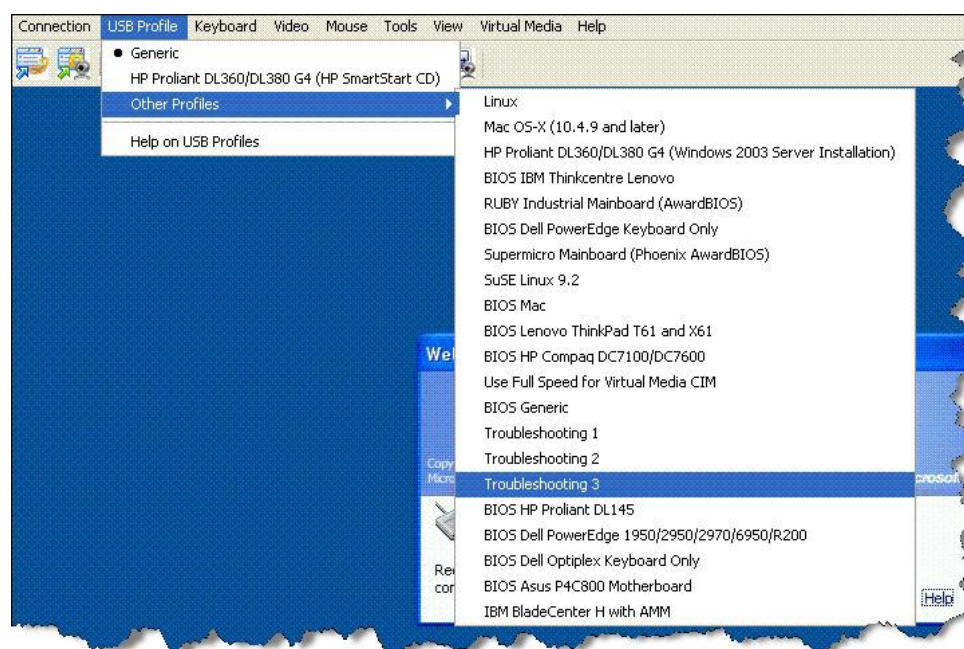 Connection USB Profile Keyboard Video Mouse Tools View Virtual Media Help
Generic
HP Proliant DL360/DL380 G4 (HP SmartStart CD)
Other Profiles
Help on USB Profiles
Linux
Mac OS-X (10.4.9 and later)
HP Proliant DL360/DL380 G4 (Windows 2003 Server Installation)
BIOS IBM Thinkcentre Lenovo
RUBY Industrial Mainboard (AwardBIOS)
BIOS Dell PowerEdge Keyboard Only
Supermicro Mainboard (Phoenix AwardBIOS)
SuSE Linux 9.2
BIOS Mac
BIOS Lenovo ThinkPad T61 and X61
BIOS HP Compaq DC7100/DC7600
Use Full Speed for Virtual Media CIM
BIOS Generic
Troubleshooting 1
Troubleshooting 2
Troubleshooting 3
BIOS HP Proliant DL145
BIOS Dell PowerEdge 1950/2950/2970/6950/R200
BIOS Dell Optiplex Keyboard Only
BIOS Asus P4C800 Motherboard
IBM BladeCenter H with AMM
Help